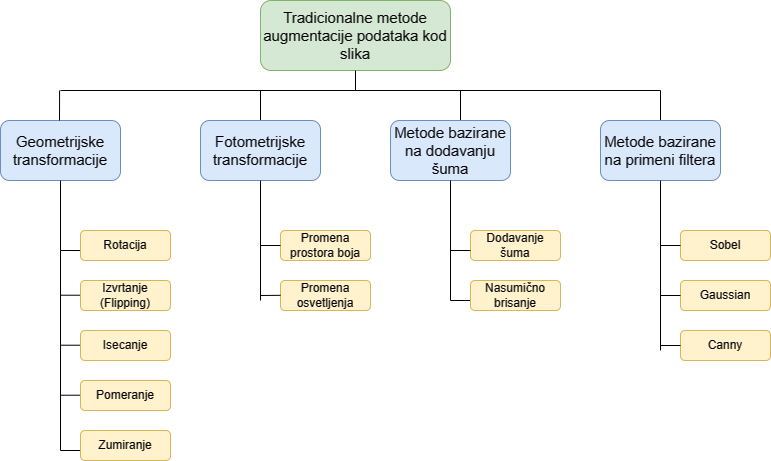 Tradicionalne metode
augmentacije podataka kod
slika
Geometrijske
transformacije
Fotometrijske
transformacije
Metode bazirane
na dodavanju
šuma
Metode bazirane
na primeni filtera
Rotacija
Izvrtanje
(Flipping)
Isecanje
Pomeranje
Zumiranje
Promena
prostora boja
Promena
osvetljenja
Dodavanje
šuma
Nasumično
brisanje
Sobel
Gaussian
Canny